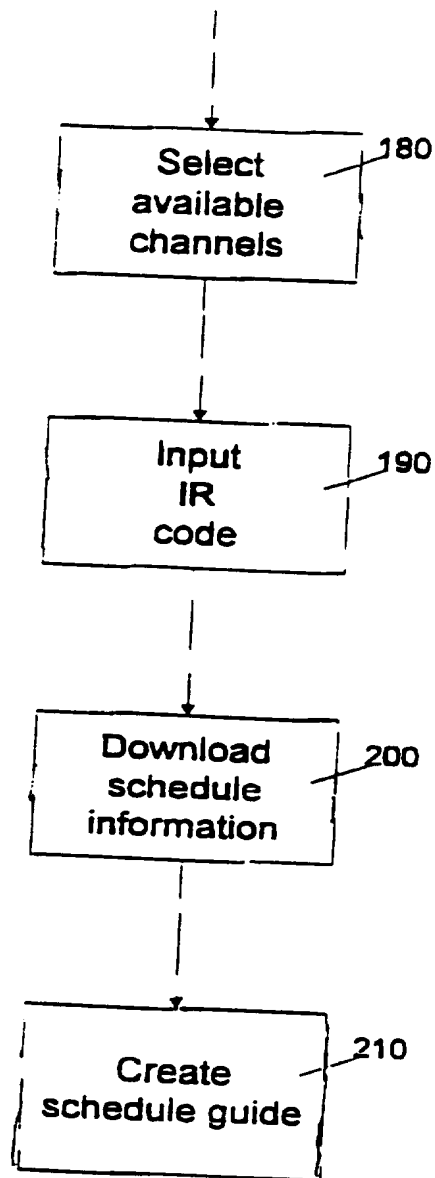 Select
available
channels
180
Input
IR
code
190
Download
schedule
information
200
Create
schedule guide
210